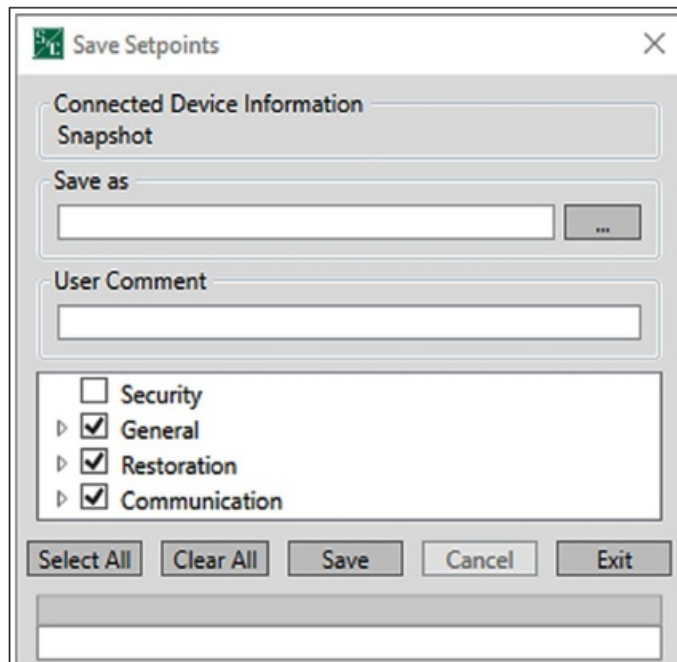 S/C Save Setpoints
Connected Device Information
Snapshot
Save as
...
User Comment
Security
General
Restoration
Communication
Select All Clear All Save Cancel Exit